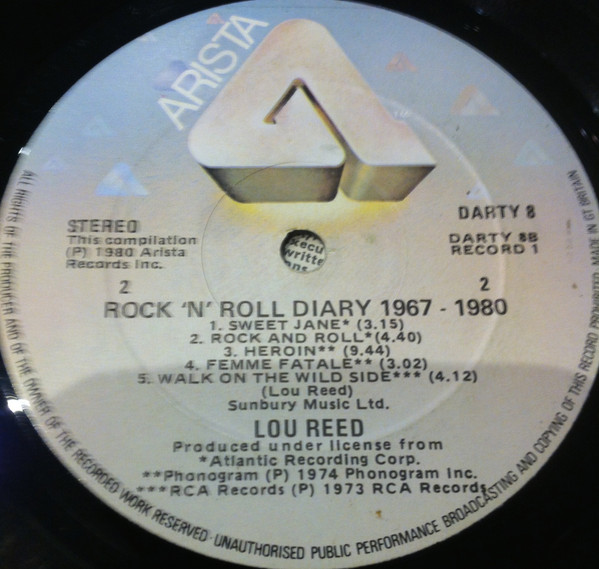 ARISTA
TM
STEREO
This compilation
(P) 1980 Arista
Records Inc.
DARTY 8
DARTY 8B
RECORD 1
2
2
ROCK 'N' ROLL DIARY 1967 - 1980
1. SWEET JANE* (3.15)
2. ROCK AND ROLL*(4.40)
3. HEROIN** (9.44)
4. FEMME FATALE** (3.02)
5. WALK ON THE WILD SIDE*** (4.12)
(Lou Reed)
Sunbury Music Ltd.
LOU REED
Produced under license from
*Atlantic Recording Corp.
**Phonogram (P) 1974 Phonogram Inc.
***RCA Records (P) 1973 RCA Records
ALL RIGHTS OF THE PRODUCER AND OF THE OWNER OF THE RECORDED WORK RESERVED · UNAUTHORISED PUBLIC PERFORMANCE BROADCASTING AND COPYING OF THIS RECORD PROHIBITED. MADE IN GT BRITAIN